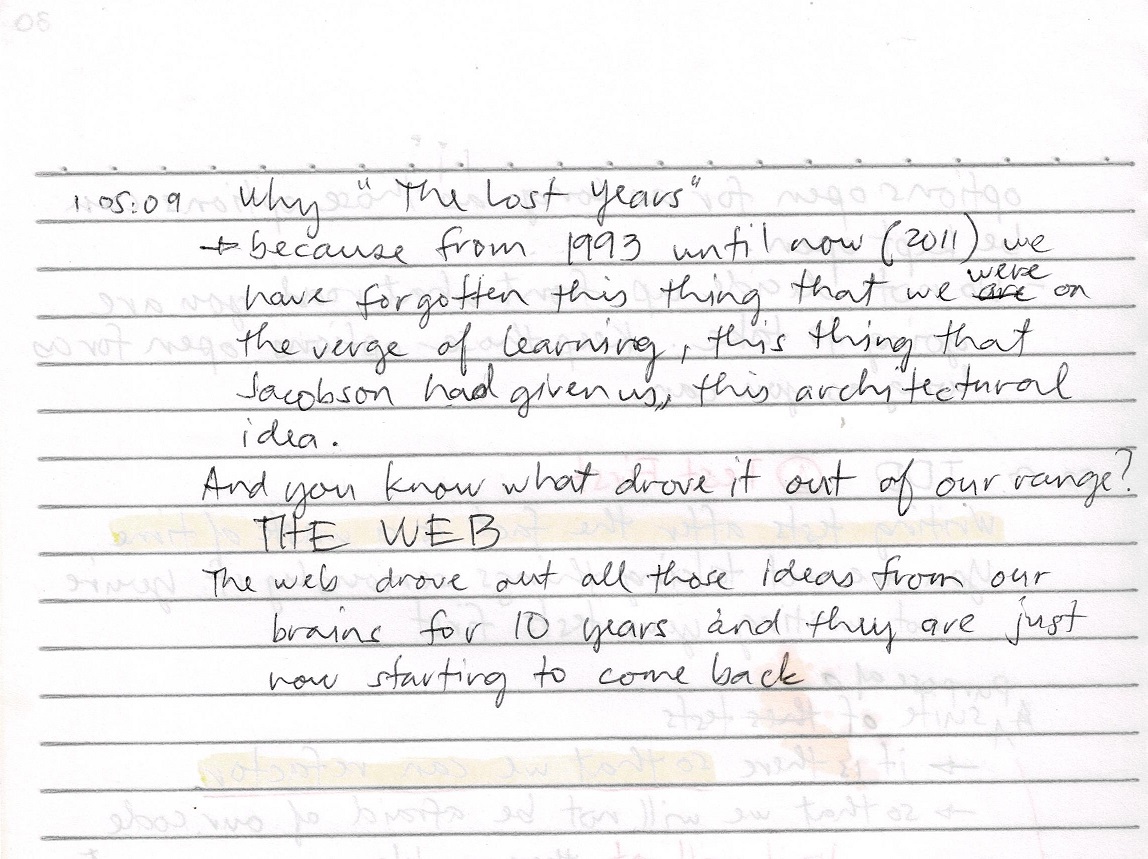 1:05:09 Why "The Lost Years"
→ because from 1993 until now (2011) we
have forgotten this thing that we are were on
the verge of learning, this thing that
Jacobson had given us, this architectural
idea.
And you know what drove it out of our range?
THE WEB
The web drove out all those ideas from our
brains for 10 years and they are just
now starting to come back